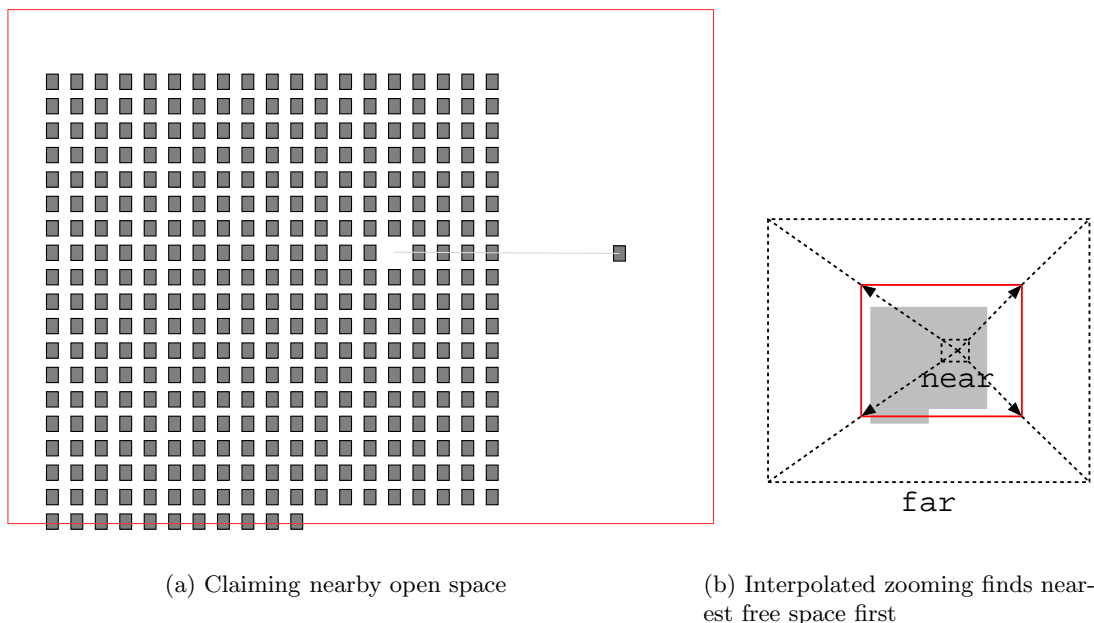 near
far
(a) Claiming nearby open space
(b) Interpolated zooming finds near-
est free space first